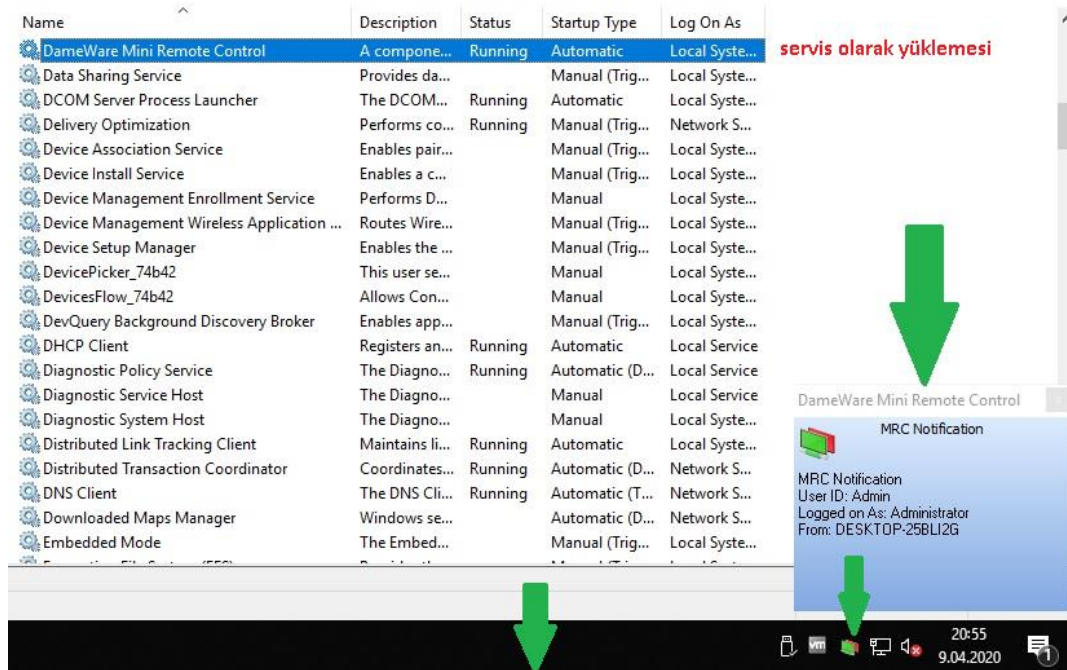 Name Description Status Startup Type Log On As
DameWare Mini Remote Control A compone... Running Automatic Local Syste... servis olarak yüklemesi
Data Sharing Service Provides da... Manual (Trig... Local Syste...
DCOM Server Process Launcher The DCOM... Running Automatic Local Syste...
Delivery Optimization Performs co... Running Manual (Trig... Network S...
Device Association Service Enables pair... Manual (Trig... Local Syste...
Device Install Service Enables a c... Manual (Trig... Local Syste...
Device Management Enrollment Service Performs D... Manual Local Syste...
Device Management Wireless Application ... Routes Wire... Manual (Trig... Local Syste...
Device Setup Manager Enables the ... Manual (Trig... Local Syste...
DevicePicker_74b42 This user se... Manual Local Syste...
DevicesFlow_74b42 Allows Con... Manual Local Syste...
DevQuery Background Discovery Broker Enables app... Manual (Trig... Local Syste...
DHCP Client Registers an... Running Automatic Local Service
Diagnostic Policy Service The Diagno... Running Automatic (D... Local Service
Diagnostic Service Host The Diagno... Manual Local Service
Diagnostic System Host The Diagno... Manual Local Syste...
Distributed Link Tracking Client Maintains li... Running Automatic Local Syste...
Distributed Transaction Coordinator Coordinates... Running Automatic (D... Network S...
DNS Client The DNS Cli... Running Automatic (T... Network S...
Downloaded Maps Manager Windows se... Automatic (D... Network S...
Embedded Mode The Embed... Manual (Trig... Local Syste...
DameWare Mini Remote Control
MRC Notification
MRC Notification
User ID: Admin
Logged on As: Administrator
From: DESKTOP-25BLI2G
vm
20:55
9.04.2020
1